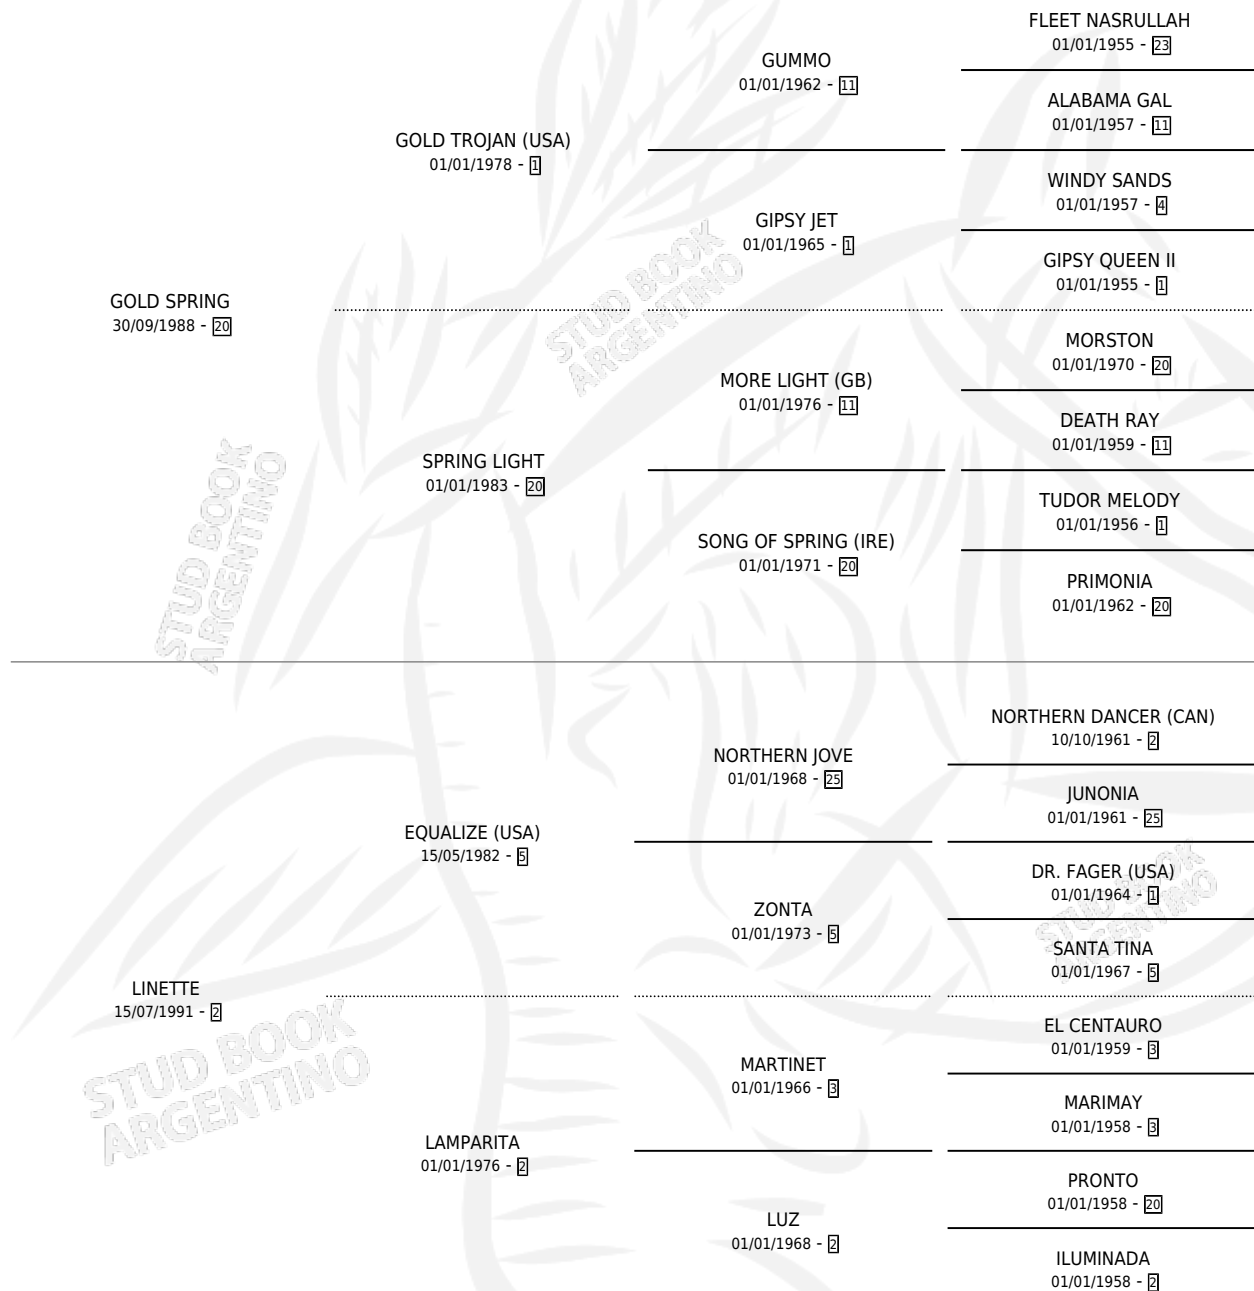 FLEET NASRULLAH
01/01/1955 - 23
GUMMO
01/01/1962 - 11
ALABAMA GAL
01/01/1957 - 11
GOLD TROJAN (USA)
01/01/1978 - 1
WINDY SANDS
01/01/1957 - 4
GIPSY JET
01/01/1965 - 1
GIPSY QUEEN II
01/01/1955 - 1
GOLD SPRING
30/09/1988 - 20
STUD BOOK
ARGENTINO
MORSTON
01/01/1970 - 20
MORE LIGHT (GB)
01/01/1976 - 11
DEATH RAY
01/01/1959 - 11
SPRING LIGHT
01/01/1983 - 20
TUDOR MELODY
01/01/1956 - 1
SONG OF SPRING (IRE)
01/01/1971 - 20
PRIMONIA
01/01/1962 - 20
STUD BOOK
ARGENTINO
NORTHERN DANCER (CAN)
10/10/1961 - 2
NORTHERN JOVE
01/01/1968 - 25
JUNONIA
01/01/1961 - 25
EQUALIZE (USA)
15/05/1982 - 5
DR. FAGER (USA)
01/01/1964 - 1
ZONTA
01/01/1973 - 5
STUD BOOK
ARGENTINO
SANTA TINA
01/01/1967 - 5
LINETTE
15/07/1991 - 2
EL CENTAURO
01/01/1959 - 3
MARTINET
01/01/1966 - 3
STUD BOOK
ARGENTINO
MARIMAY
01/01/1958 - 3
LAMPARITA
01/01/1976 - 2
PRONTO
01/01/1958 - 20
LUZ
01/01/1968 - 2
ILUMINADA
01/01/1958 - 2